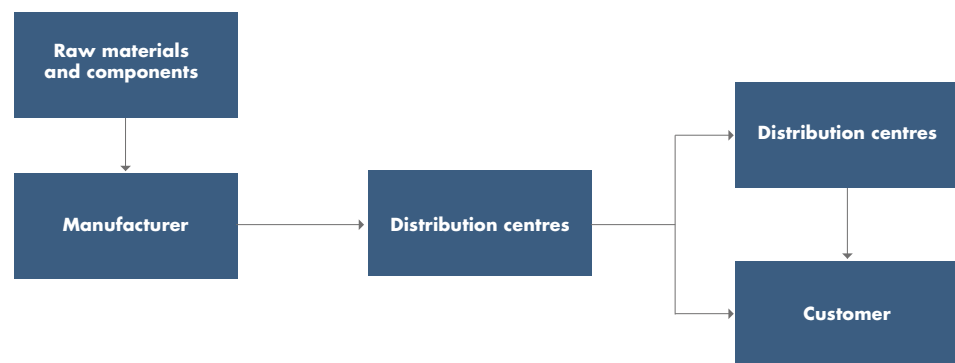 Raw materials
and components
Manufacturer
Distribution centres
Distribution centres
Customer